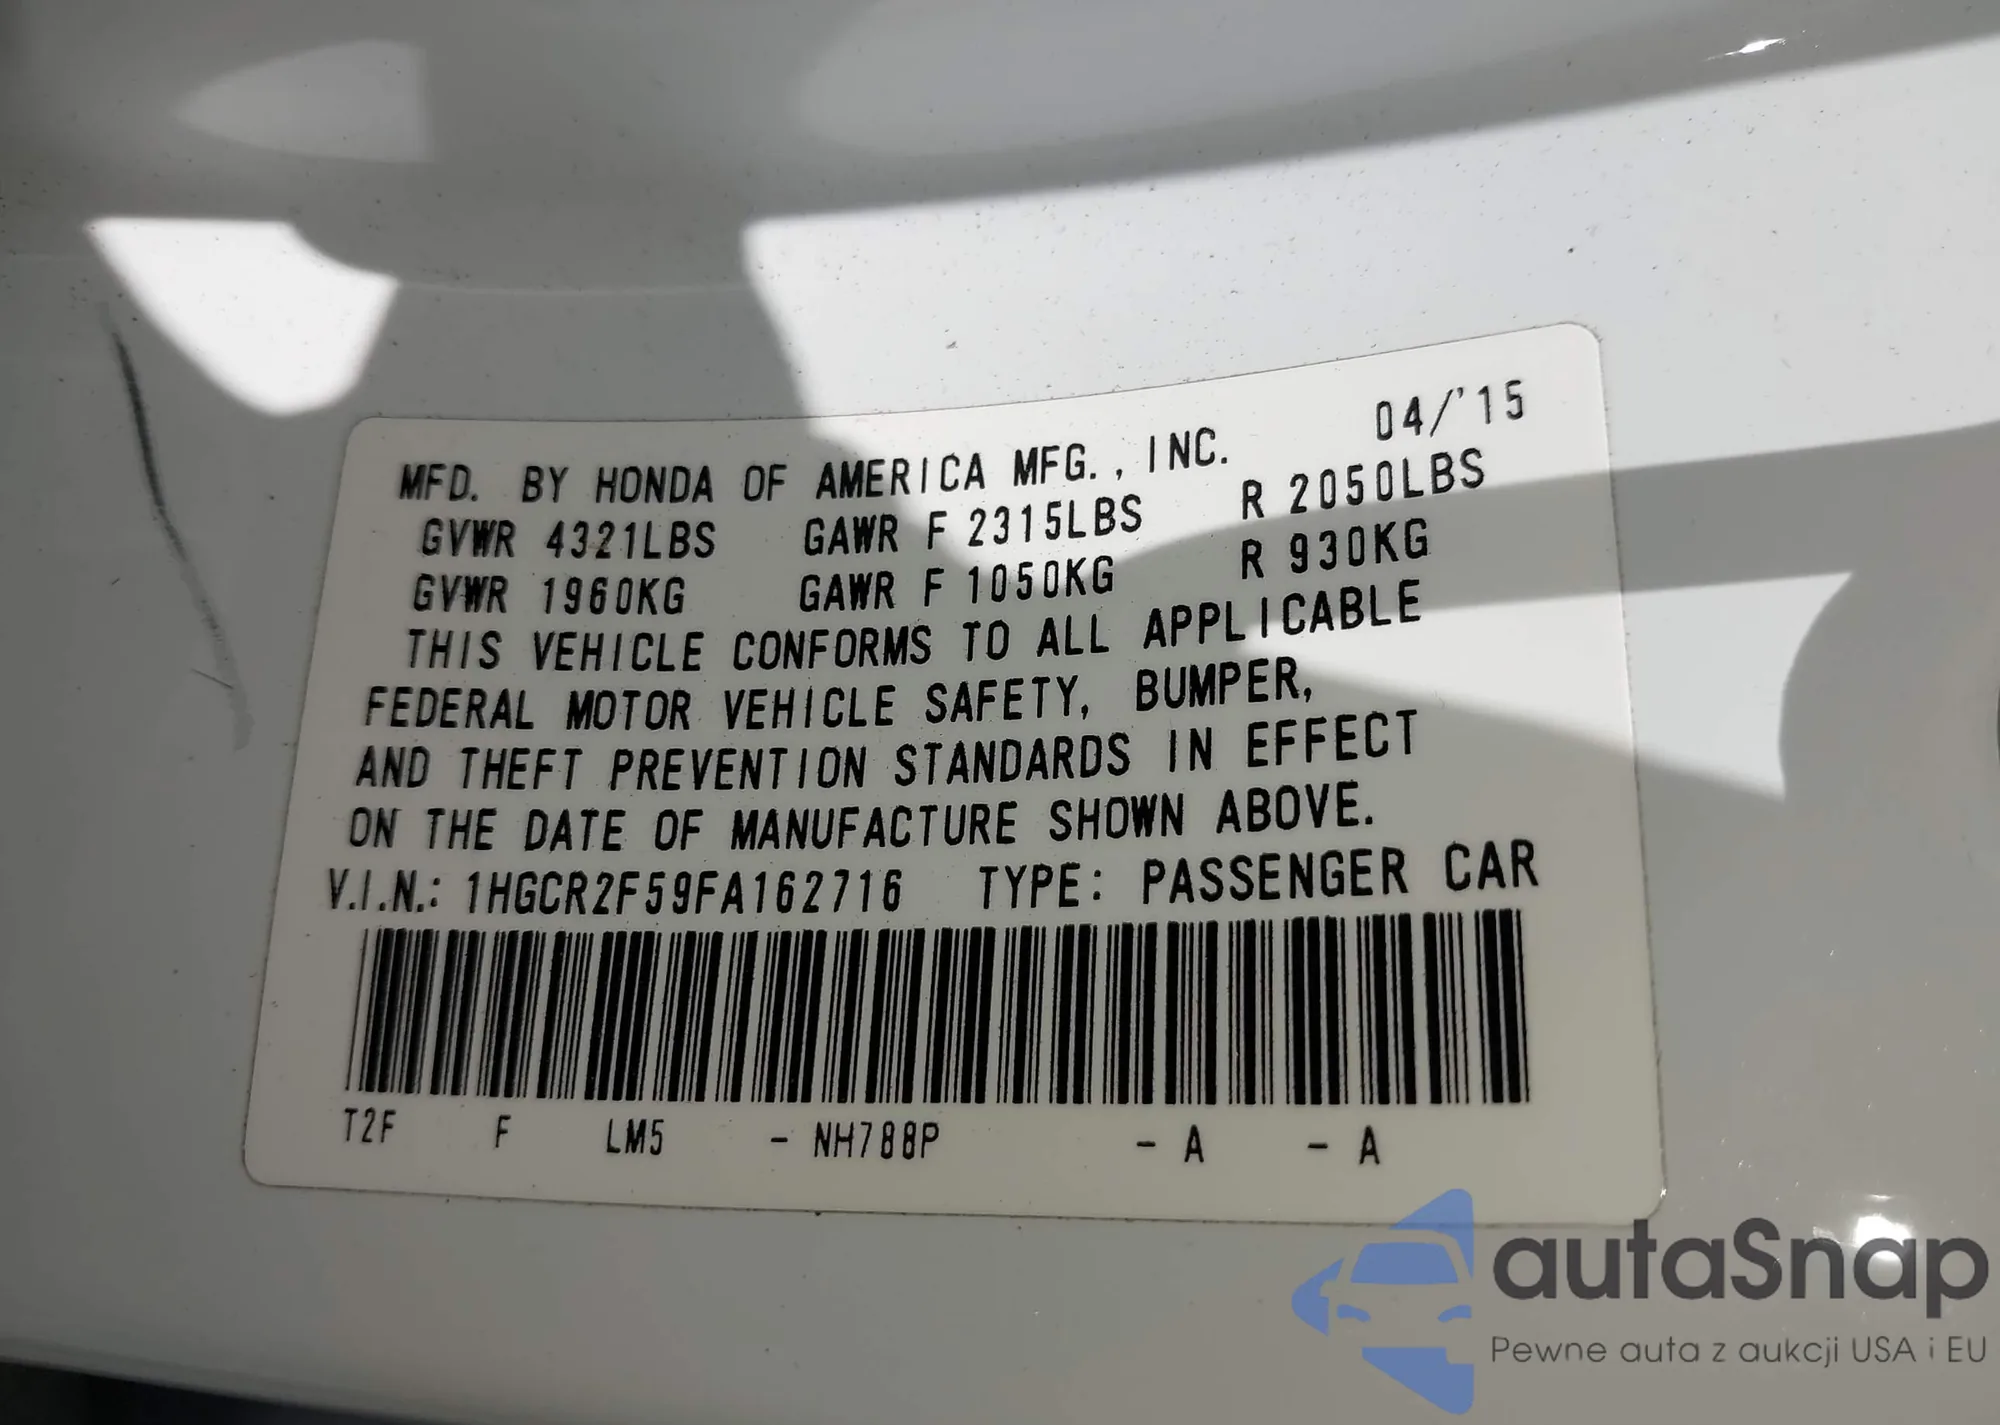 04/'15
MFD. BY HONDA OF AMERICA MFG., INC.
GVWR 4321LBS GAWR F 2315LBS R 2050LBS
GVWR 1960KG GAWR F 1050KG R 930KG
THIS VEHICLE CONFORMS TO ALL APPLICABLE
FEDERAL MOTOR VEHICLE SAFETY, BUMPER,
AND THEFT PREVENTION STANDARDS IN EFFECT
ON THE DATE OF MANUFACTURE SHOWN ABOVE.
V.I.N.: 1HGCR2F59FA162716 TYPE: PASSENGER CAR
T2F F LM5 - NH788P - A - A
autaSnap
Pewne auta z aukcji USA i EU